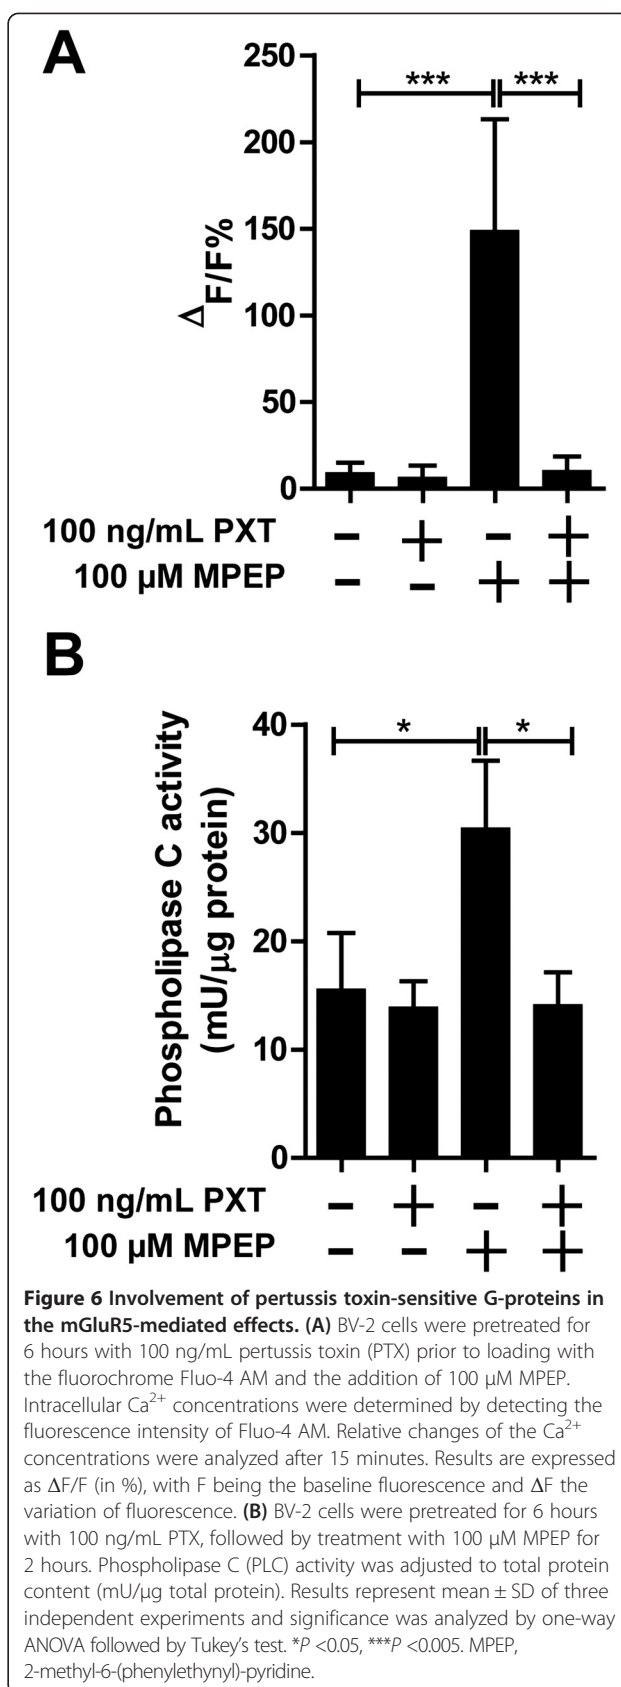 A
250
***
***
200
150
100
50
0
ΔF/F%
100 ng/mL PXT − + − +
100 µM MPEP − − + +
B
40
*
*
30
20
10
0
Phospholipase C activity
(mU/µg protein)
100 ng/mL PXT − + − +
100 µM MPEP − − + +
Figure 6 Involvement of pertussis toxin-sensitive G-proteins in
the mGluR5-mediated effects. (A) BV-2 cells were pretreated for
6 hours with 100 ng/mL pertussis toxin (PTX) prior to loading with
the fluorochrome Fluo-4 AM and the addition of 100 µM MPEP.
Intracellular Ca²⁺ concentrations were determined by detecting the
fluorescence intensity of Fluo-4 AM. Relative changes of the Ca²⁺
concentrations were analyzed after 15 minutes. Results are expressed
as ΔF/F (in %), with F being the baseline fluorescence and ΔF the
variation of fluorescence. (B) BV-2 cells were pretreated for 6 hours
with 100 ng/mL PTX, followed by treatment with 100 µM MPEP for
2 hours. Phospholipase C (PLC) activity was adjusted to total protein
content (mU/µg total protein). Results represent mean ± SD of three
independent experiments and significance was analyzed by one-way
ANOVA followed by Tukey's test. *P <0.05, ***P <0.005. MPEP,
2-methyl-6-(phenylethynyl)-pyridine.